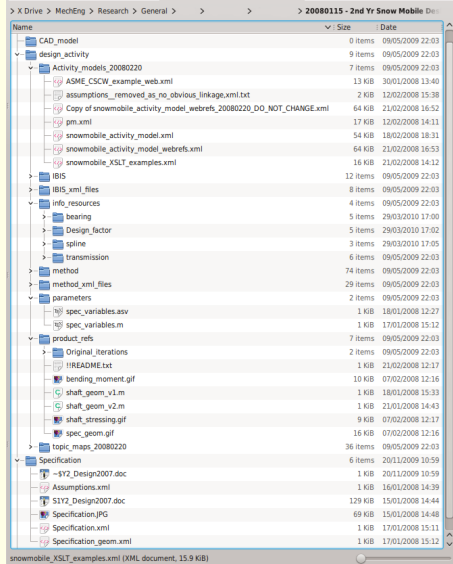 > X Drive > MechEng > Research > General > > > > 20080115 - 2nd Yr Snow Mobile Des
Name Size Date
CAD_model 0 items 09/05/2009 22:03
design_activity 9 items 09/05/2009 22:03
Activity_models_20080220 7 items 09/05/2009 22:03
ASME_CSCW_example_web.xml 13 KiB 30/01/2008 13:40
assumptions_removed_as_no_obvious_linkage,xml.txt 2 KiB 12/02/2008 15:38
Copy of snowmobile_activity_model_webrefs_20080220_DO_NOT_CHANGE.xml 64 KiB 21/02/2008 16:52
pm.xml 17 KiB 12/02/2008 14:11
snowmobile_activity_model.xml 54 KiB 18/02/2008 18:31
snowmobile_activity_model_webrefs.xml 64 KiB 21/02/2008 16:53
snowmobile_XSLT_examples.xml 16 KiB 21/02/2008 14:12
IBIS 12 items 09/05/2009 22:03
IBIS_xml_files 8 items 09/05/2009 22:03
info_resources 4 items 09/05/2009 22:03
bearing 5 items 29/03/2010 17:00
Design_factor 5 items 29/03/2010 17:02
spline 3 items 29/03/2010 17:05
transmission 6 items 09/05/2009 22:03
method 74 items 09/05/2009 22:03
method_xml_files 29 items 09/05/2009 22:03
parameters 2 items 09/05/2009 22:03
spec_variables.asv 1 KiB 18/01/2008 12:27
spec_variables.m 1 KiB 17/01/2008 15:12
product_refs 7 items 09/05/2009 22:03
Original_iterations 2 items 09/05/2009 22:03
!!README.txt 1 KiB 21/02/2008 12:17
bending_moment.gif 10 KiB 07/02/2008 12:16
shaft_geom_v1.m 1 KiB 18/01/2008 15:33
shaft_geom_v2.m 1 KiB 21/01/2008 14:43
shaft_stressing.gif 9 KiB 07/02/2008 12:17
spec_geom.gif 16 KiB 07/02/2008 12:16
topic_maps_20080220 36 items 09/05/2009 22:03
Specification 6 items 20/11/2009 10:59
~$Y2_Design2007.doc 1 KiB 20/11/2009 10:59
Assumptions.xml 1 KiB 16/01/2008 14:39
S1Y2_Design2007.doc 129 KiB 15/01/2008 14:44
Specification.JPG 69 KiB 15/01/2008 14:48
Specification.xml 1 KiB 17/01/2008 15:11
Specification_geom.xml 1 KiB 17/01/2008 15:12
snowmobile_XSLT_examples.xml (XML document, 15.9 KiB)